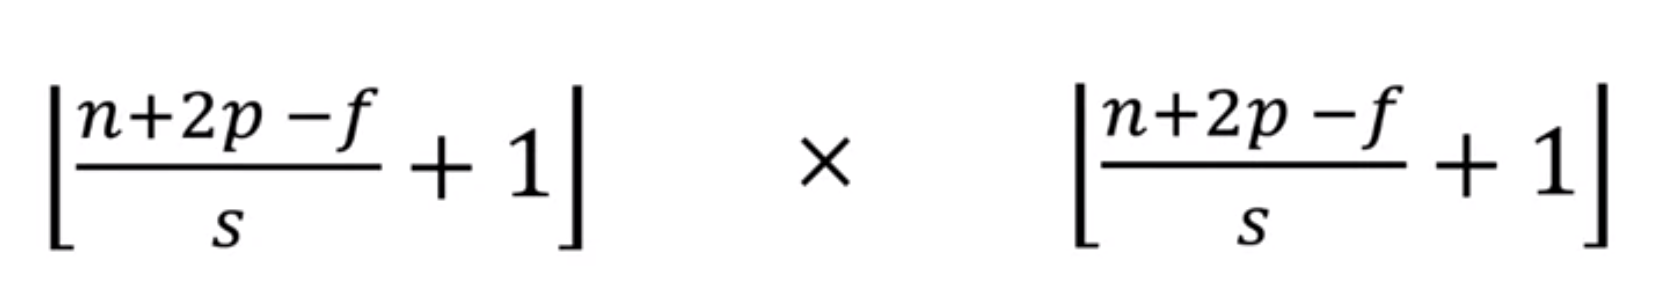 ⌊(n+2p −f)/s + 1⌋ × ⌊(n+2p −f)/s + 1⌋